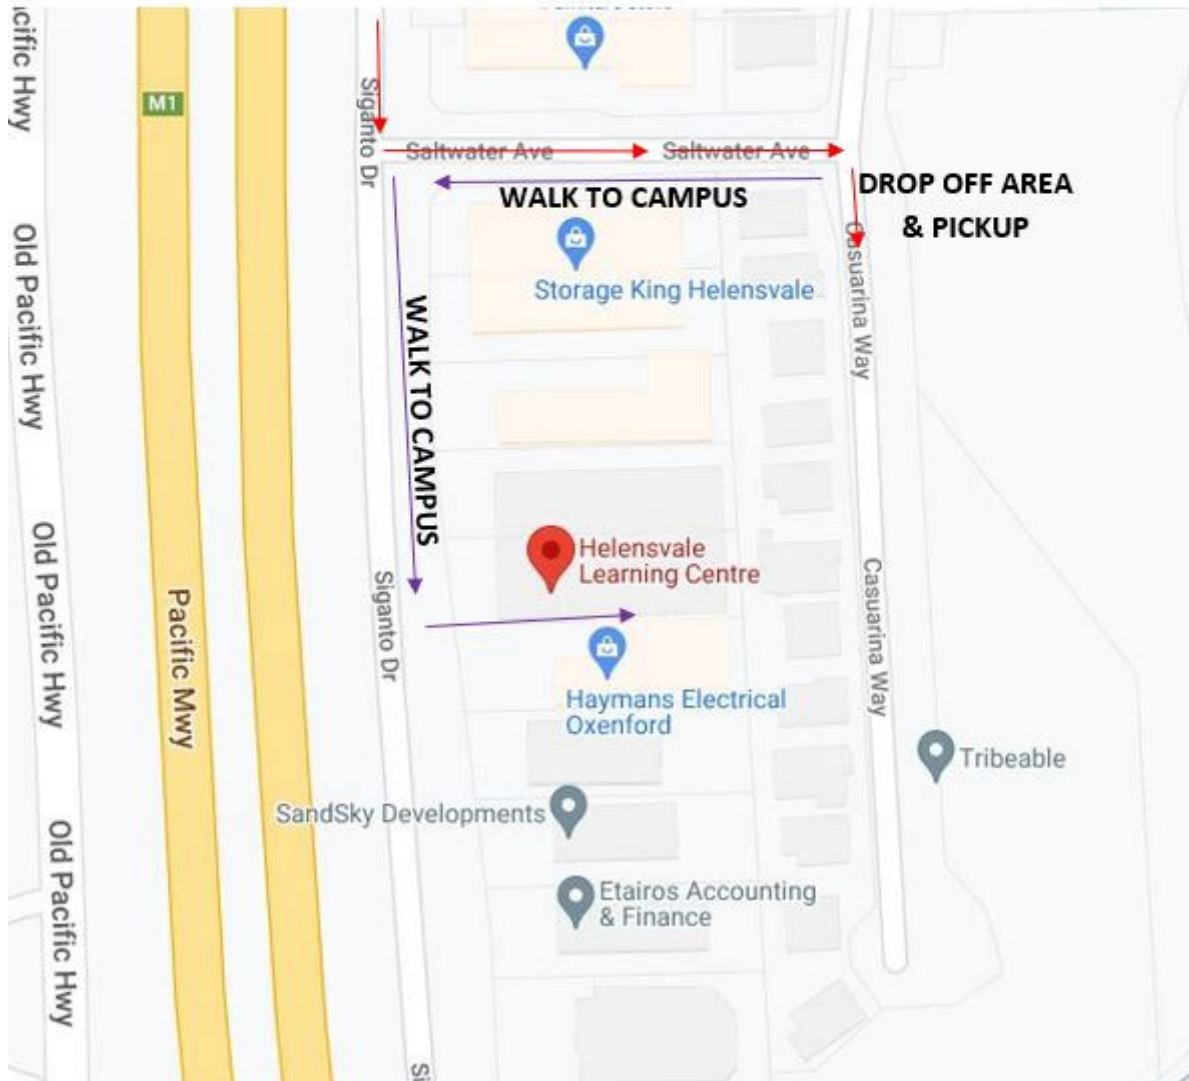 M1
Siganto Dr
Saltwater Ave
Saltwater Ave
WALK TO CAMPUS
DROP OFF AREA
& PICKUP
Storage King Helensvale
Casuarina Way
Old Pacific Hwy
WALK TO CAMPUS
Helensvale
Learning Centre
Old Pacific Hwy
Pacific Mwy
Siganto Dr
Casuarina Way
Haymans Electrical
Oxenford
Tribeable
SandSky Developments
Old Pacific Hwy
Etairos Accounting
& Finance